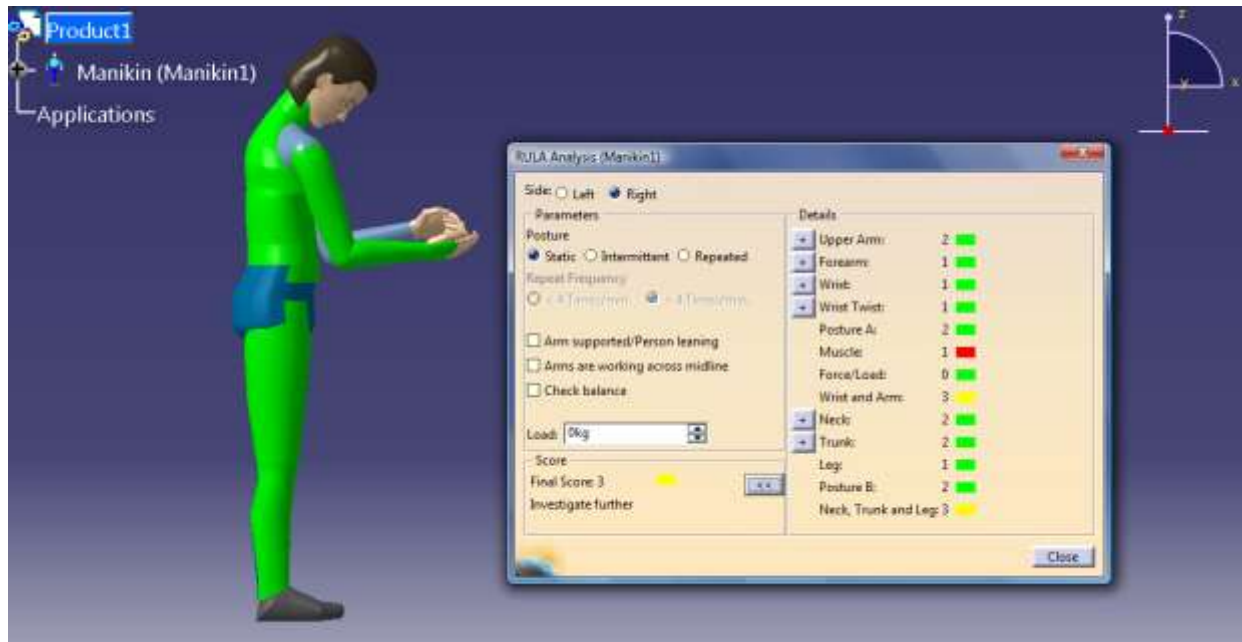 Product1
Manikin (Manikin1)
Applications
z
y
x
RULA Analysis (Manikin1)
Side: Left Right
Parameters
Posture
Static Intermittant Repeated
Repeat Frequency
Arm supported/Person leaning
Arms are working across midline
Check balance
Load: 0kg
Score
Final Score: 3
<<
Investigate further
Details
+ Upper Arm: 2
+ Forearm: 1
+ Wrist: 1
+ Wrist Twist: 1
Posture A: 2
Muscle: 1
Force/Load: 0
Wrist and Arm: 3
+ Neck: 2
+ Trunk: 2
Leg: 1
Posture B: 2
Neck, Trunk and Leg: 3
Close